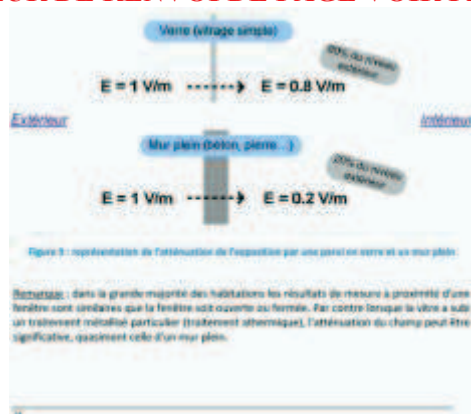 Verre (vitrage simple)
80% du niveau
extérieur
E = 1 V/m E = 0.8 V/m
Extérieur Intérieur
Mur plein (béton, pierre...)
20% du niveau
extérieur
E = 1 V/m E = 0.2 V/m
Figure 5 : représentation de l'atténuation de l'exposition par une paroi en verre et un mur plein
Remarque : dans la grande majorité des habitations les résultats de mesure à proximité d'une
fenêtre sont similaires que la fenêtre soit ouverte ou fermée. Par contre lorsque la vitre a subi
un traitement métallisé particulier (traitement athermique), l'atténuation du champ peut être
significative, quasiment celle d'un mur plein.